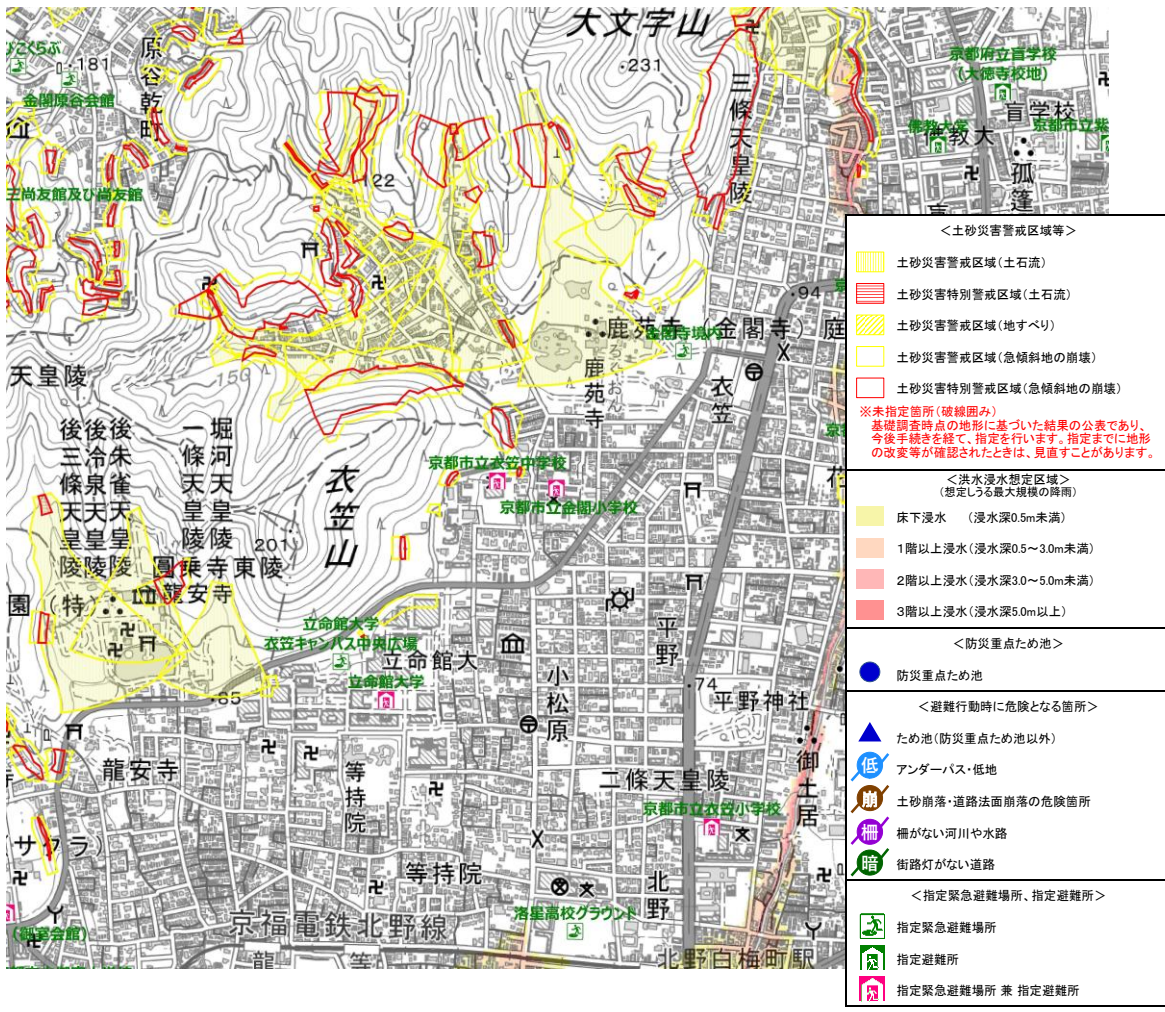 大文字山
びこくらぶ
・181
金閣原谷会館
原谷乾町
・231
三條天皇陵
京都府立盲学校
(大徳寺校地)
盲学校
佛教大学
佛教大
京都市立紫
孤篷
三尚友館及び尚友館
122
・94
鹿苑寺(金閣寺)庭
金閣寺境内
鹿苑寺
衣笠
天皇陵
159
後三條天皇陵
後冷泉天皇陵
後朱雀天皇陵
一條天皇陵
堀河天皇陵
圓乗寺東陵
龍安寺
201
衣笠山
京都市立衣笠中学校
京都市立金閣小学校
園(特)
立命館大学
衣笠キャンパス中央広場
立命館大
立命館大学
・85
小松原
平野
・74
平野神社
龍安寺
等持院
二條天皇陵
御土居
京都市立衣笠小学校
サクラ)
等持院
北野
洛星高校グラウンド
京福電鉄北野線
(御室会館)
龍
等
北野白梅町駅
<土砂災害警戒区域等>
土砂災害警戒区域(土石流)
土砂災害特別警戒区域(土石流)
土砂災害警戒区域(地すべり)
土砂災害警戒区域(急傾斜地の崩壊)
土砂災害特別警戒区域(急傾斜地の崩壊)
※未指定箇所(破線囲み)
基礎調査時点の地形に基づいた結果の公表であり、
今後手続きを経て、指定を行います。指定までに地形
の改変等が確認されたときは、見直すことがあります。
<洪水浸水想定区域>
(想定しうる最大規模の降雨)
床下浸水 (浸水深0.5m未満)
1階以上浸水(浸水深0.5~3.0m未満)
2階以上浸水(浸水深3.0~5.0m未満)
3階以上浸水(浸水深5.0m以上)
<防災重点ため池>
防災重点ため池
<避難行動時に危険となる箇所>
ため池(防災重点ため池以外)
低 アンダーパス・低地
崩 土砂崩落・道路法面崩落の危険箇所
柵 柵がない河川や水路
暗 街路灯がない道路
<指定緊急避難場所、指定避難所>
指定緊急避難場所
指定避難所
指定緊急避難場所 兼 指定避難所